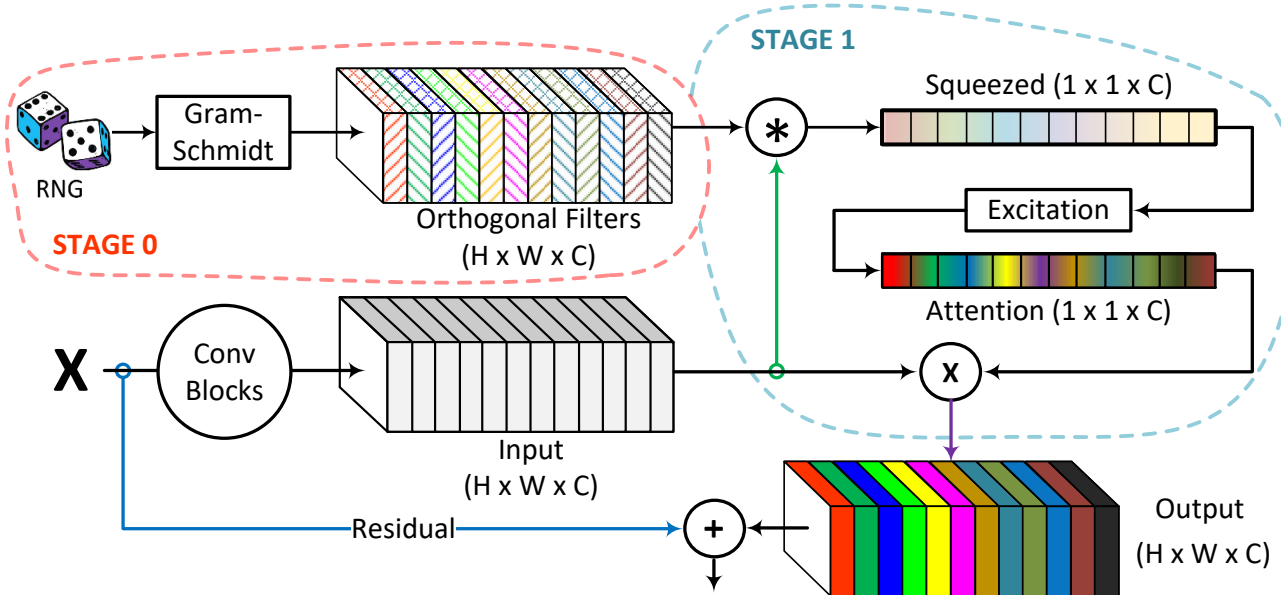 STAGE 1
Squeezed (1 x 1 x C)
Gram-
Schmidt
*
RNG
Orthogonal Filters
(H x W x C)
STAGE 0
Excitation
Attention (1 x 1 x C)
X
Conv
Blocks
x
Input
(H x W x C)
Residual
+
Output
(H x W x C)